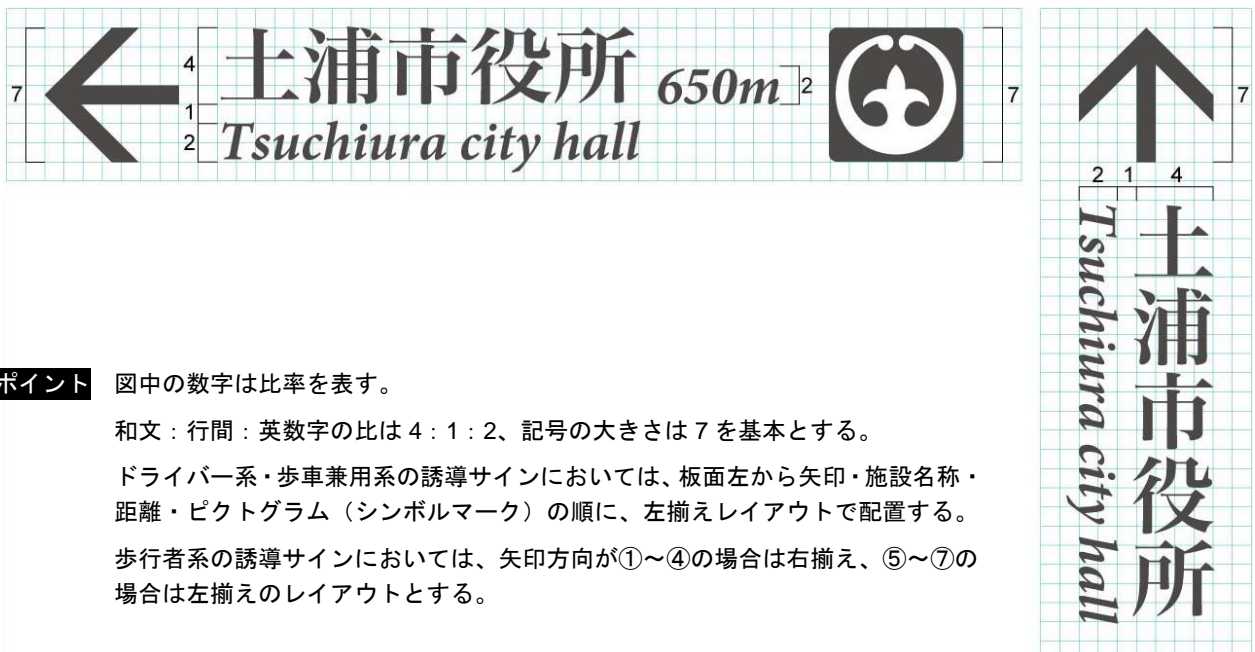 7
4
1
2
土浦市役所 650m
2
7
Tsuchiura city hall
7
2 1 4
土浦市役所
Tsuchiura city hall
ポイント 図中の数字は比率を表す。
和文：行間：英数字の比は 4：1：2、記号の大きさは 7 を基本とする。
ドライバー系・歩車兼用系の誘導サインにおいては、板面左から矢印・施設名称・
距離・ピクトグラム（シンボルマーク）の順に、左揃えレイアウトで配置する。
歩行者系の誘導サインにおいては、矢印方向が①～④の場合は右揃え、⑤～⑦の
場合は左揃えのレイアウトとする。